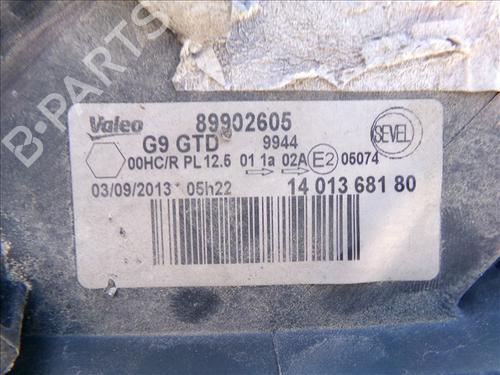 B-PARTS
Valeo 89902605
SEVEL
G9 GTD 9944
00HC/R PL 12.5 01 1a 02A E2 05074
03/09/2013 05h22 14 013 681 80